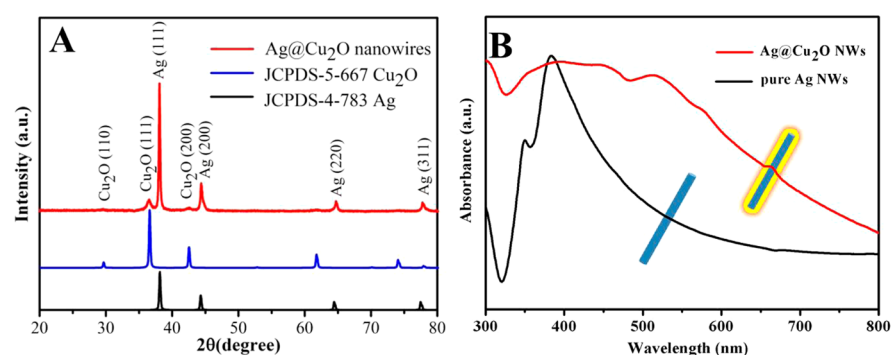 A
Ag@Cu₂O nanowires
JCPDS-5-667 Cu₂O
JCPDS-4-783 Ag
Cu₂O (110)
Cu₂O (111)
Ag (111)
Cu₂O (200)
Ag (200)
Ag (220)
Ag (311)
Intensity (a.u.)
20 30 40 50 60 70 80
2θ(degree)
B
Ag@Cu₂O NWs
pure Ag NWs
Absorbance (a.u.)
300 400 500 600 700 800
Wavelength (nm)